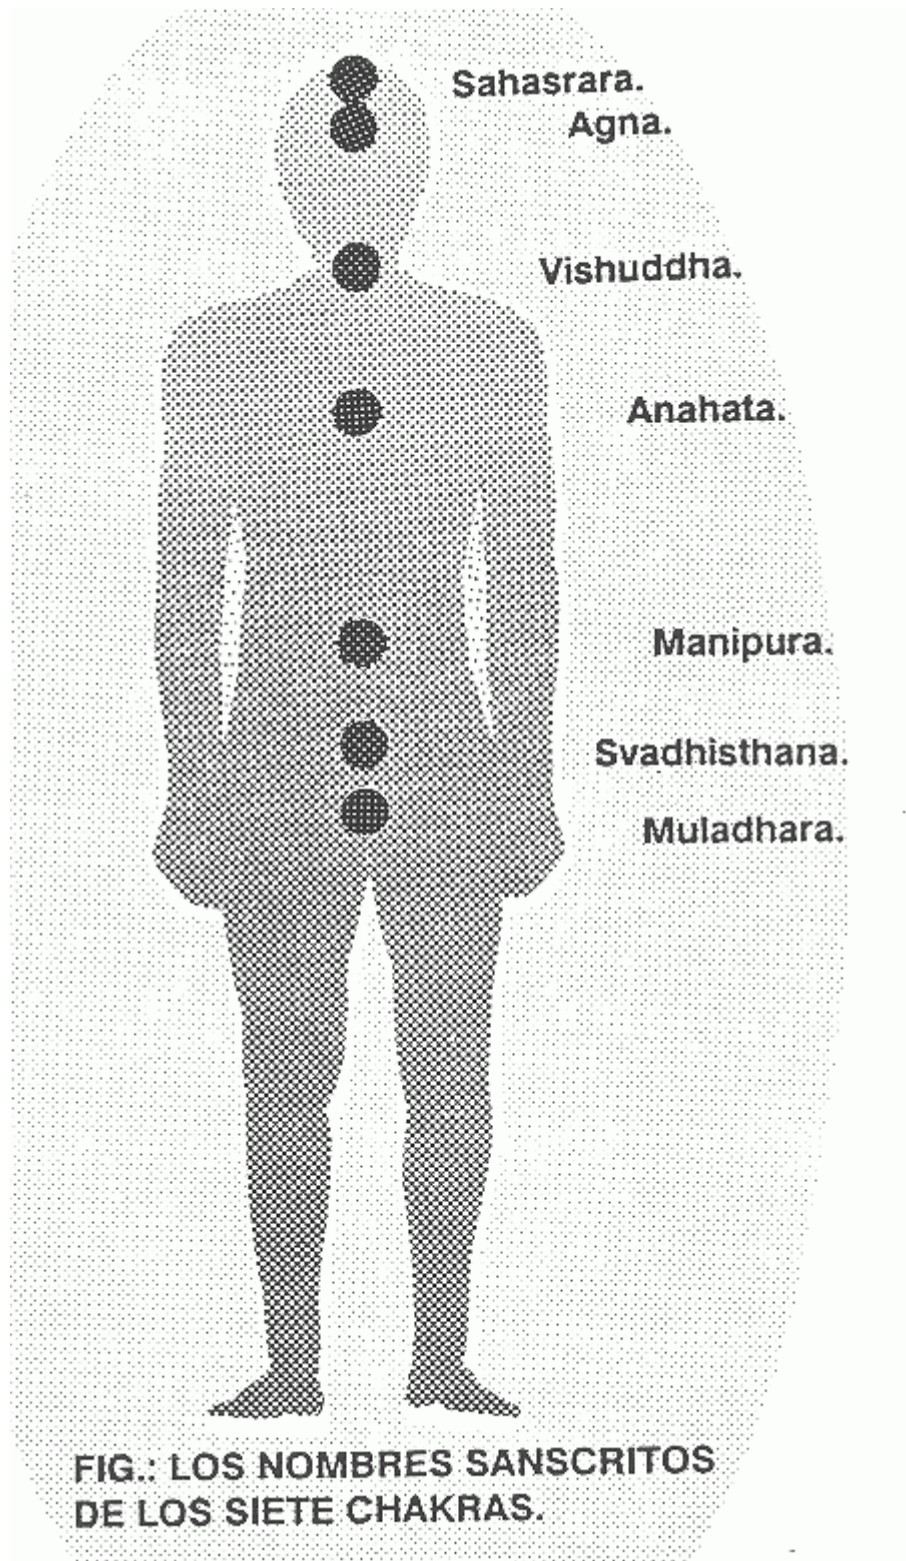 Sahasrara.
Agna.
Vishuddha.
Anahata.
Manipura.
Svadhisthana.
Muladhara.
FIG.: LOS NOMBRES SANSCRITOS
DE LOS SIETE CHAKRAS.